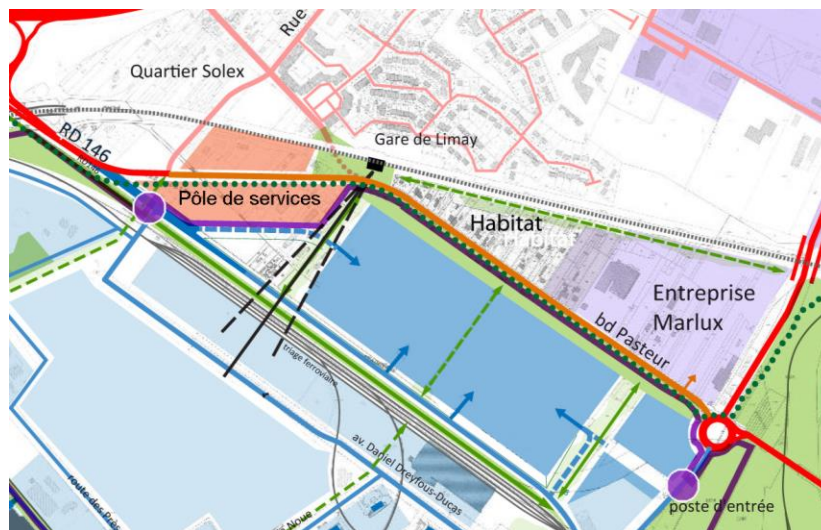 Rue
Quartier Solex
Gare de Limay
RD 146
Pôle de services
Habitat
Entreprise
Marlux
bd Pasteur
triage ferroviaire
av. Daniel Dreyfous-Ducas
route des Prés
Noue
poste d'entrée